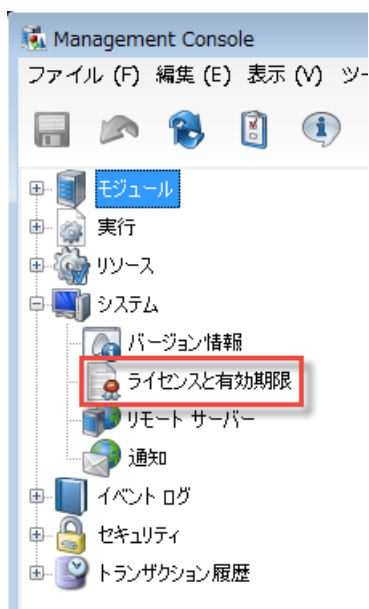 Management Console
ファイル (F) 編集 (E) 表示 (V) ツー
モジュール
実行
リソース
システム
バージョン情報
ライセンスと有効期限
リモート サーバー
通知
イベント ログ
セキュリティ
トランザクション履歴